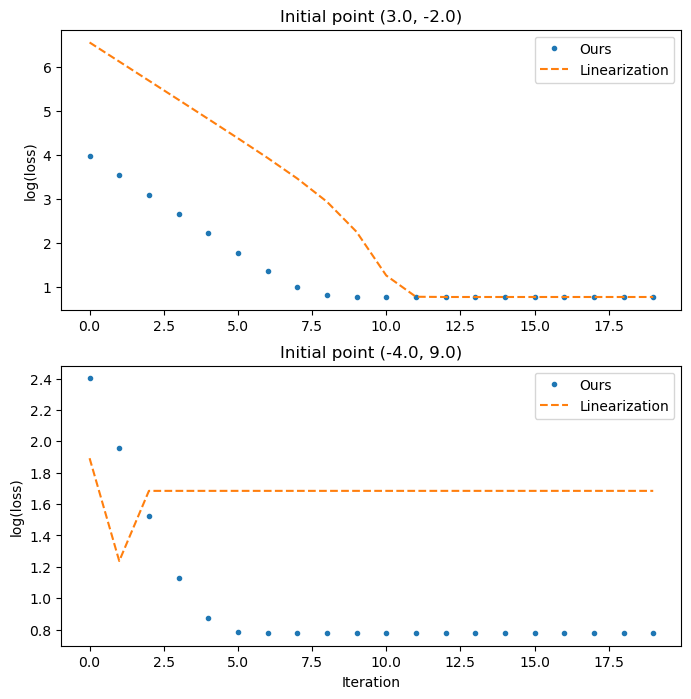 Initial point (3.0, -2.0)
6
5
4
3
2
1
log(loss)
Ours
Linearization
0.0 2.5 5.0 7.5 10.0 12.5 15.0 17.5
Initial point (-4.0, 9.0)
2.4
2.2
2.0
1.8
1.6
1.4
1.2
1.0
0.8
log(loss)
Ours
Linearization
0.0 2.5 5.0 7.5 10.0 12.5 15.0 17.5
Iteration